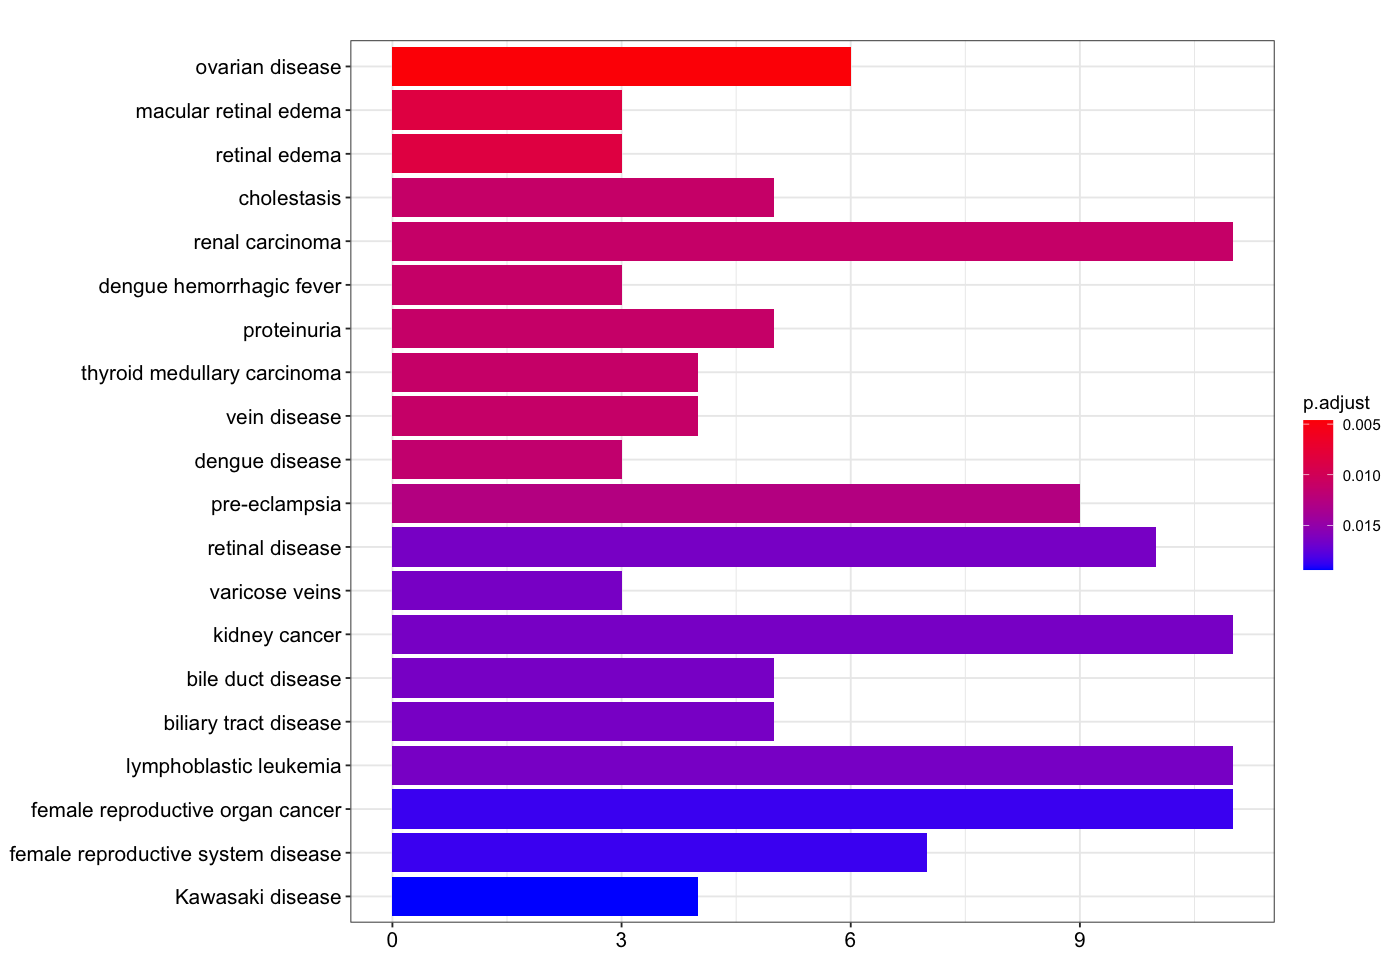 ovarian disease
macular retinal edema
retinal edema
cholestasis
renal carcinoma
dengue hemorrhagic fever
proteinuria
thyroid medullary carcinoma
vein disease
dengue disease
pre-eclampsia
retinal disease
varicose veins
kidney cancer
bile duct disease
biliary tract disease
lymphoblastic leukemia
female reproductive organ cancer
female reproductive system disease
Kawasaki disease
0 3 6 9
p.adjust
0.005
0.010
0.015